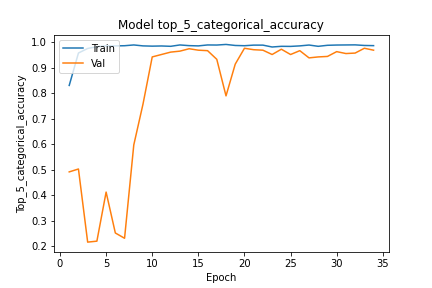 Model top_5_categorical_accuracy
Top_5_categorical_accuracy
1.0
0.9
0.8
0.7
0.6
0.5
0.4
0.3
0.2
Train
Val
0 5 10 15 20 25 30 35
Epoch